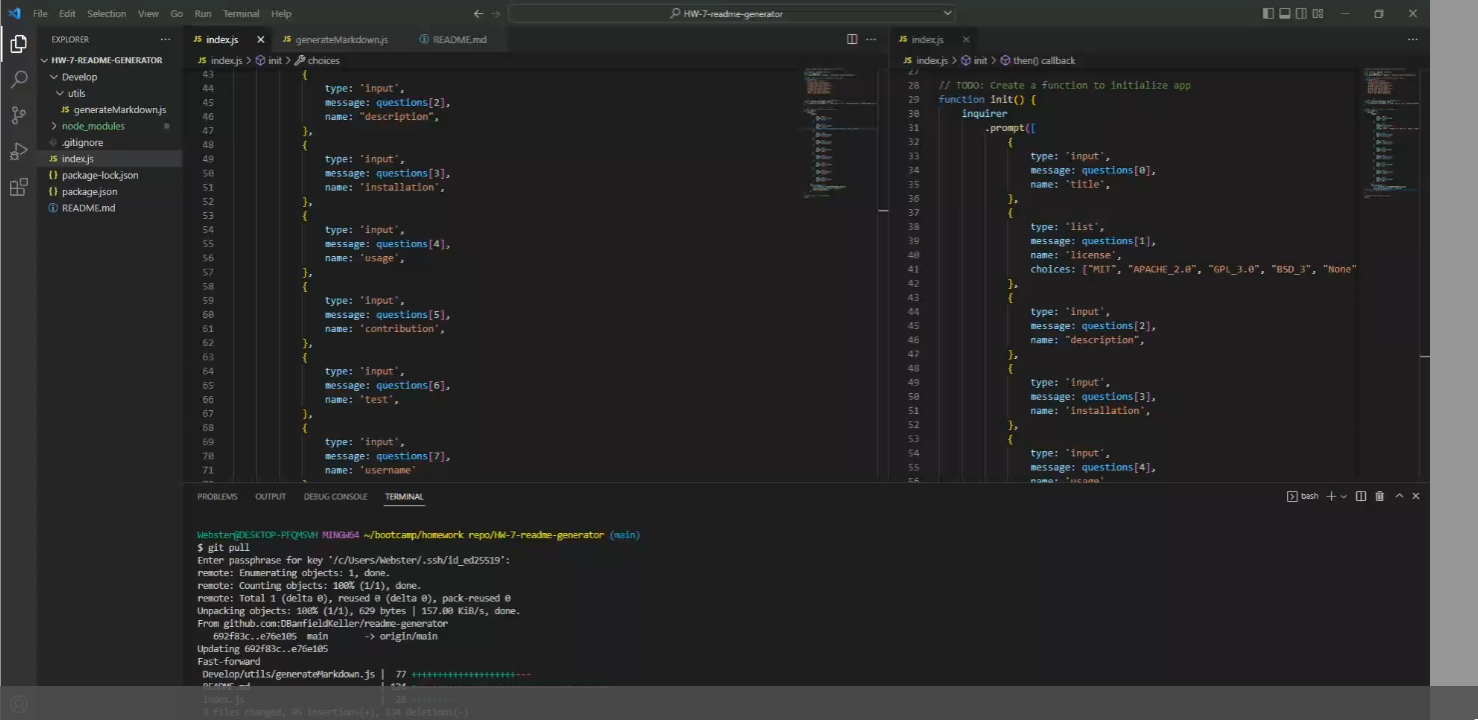 File Edit Selection View Go Run Terminal Help
HW-7-readme-generator
EXPLORER
HW-7-README-GENERATOR
Develop
utils
JS generateMarkdown.js
node_modules
.gitignore
JS index.js
{} package-lock.json
{} package.json
README.md
JS index.js
JS generateMarkdown.js
README.md
JS index.js > init > choices
43 {
44 type: 'input',
45 message: questions[2],
46 name: "description",
47 },
48 {
49 type: 'input',
50 message: questions[3],
51 name: 'installation',
52 },
53 {
54 type: 'input',
55 message: questions[4],
56 name: 'usage',
57 },
58 {
59 type: 'input',
60 message: questions[5],
61 name: 'contribution',
62 },
63 {
64 type: 'input',
65 message: questions[6],
66 name: 'test',
67 },
68 {
69 type: 'input',
70 message: questions[7],
71 name: 'username'
JS index.js
JS index.js > init > then() callback
27
28 // TODO: Create a function to initialize app
29 function init() {
30 inquirer
31 .prompt([
32 {
33 type: 'input',
34 message: questions[0],
35 name: 'title',
36 },
37 {
38 type: 'list',
39 message: questions[1],
40 name: 'license',
41 choices: ["MIT", "APACHE_2.0", "GPL_3.0", "BSD_3", "None"
42 },
43 {
44 type: 'input',
45 message: questions[2],
46 name: "description",
47 },
48 {
49 type: 'input',
50 message: questions[3],
51 name: 'installation',
52 },
53 {
54 type: 'input',
55 message: questions[4],
56 name: 'usage',
PROBLEMS OUTPUT DEBUG CONSOLE TERMINAL
bash
Webster@DESKTOP-PFQMSVH MINGW64 ~/bootcamp/homework repo/HW-7-readme-generator (main)
$ git pull
Enter passphrase for key '/c/Users/Webster/.ssh/id_ed25519':
remote: Enumerating objects: 1, done.
remote: Counting objects: 100% (1/1), done.
remote: Total 1 (delta 0), reused 0 (delta 0), pack-reused 0
Unpacking objects: 100% (1/1), 629 bytes | 157.00 KiB/s, done.
From github.com:DBanfieldKeller/readme-generator
692f83c..e76e105 main -> origin/main
Updating 692f83c..e76e105
Fast-forward
Develop/utils/generateMarkdown.js | 77 ++++++++++++++++++++---
README.md | 124
index.js | 28
3 files changed, 95 insertions(+), 134 deletions(-)